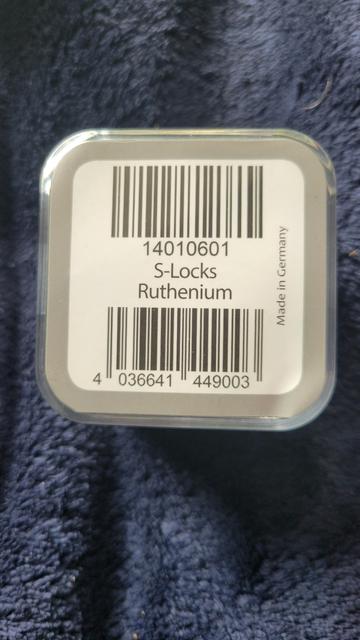 14010601
S-Locks
Ruthenium
4 036641 449003
Made in Germany